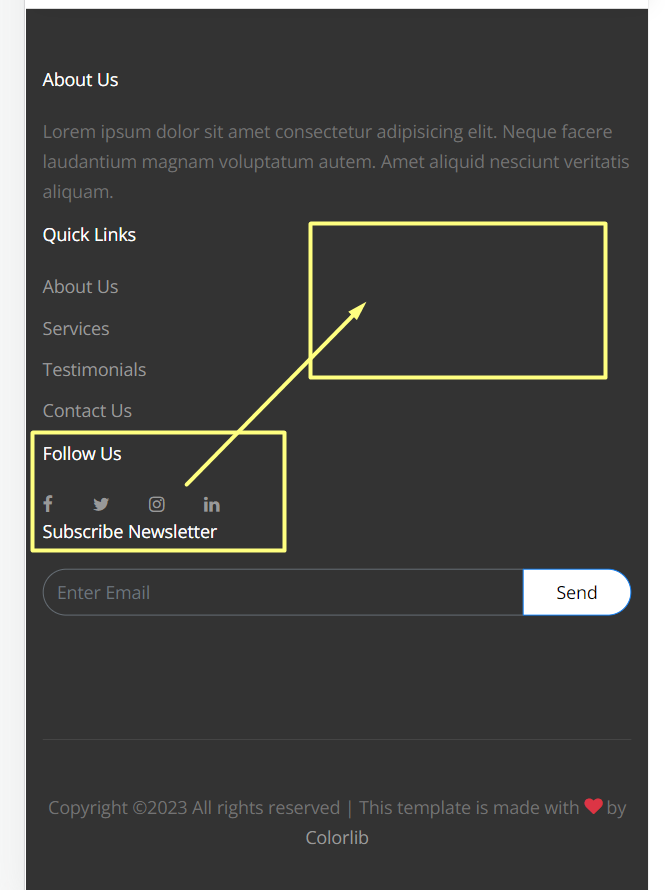 About Us
Lorem ipsum dolor sit amet consectetur adipisicing elit. Neque facere
laudantium magnam voluptatum autem. Amet aliquid nesciunt veritatis
aliquam.
Quick Links
About Us
Services
Testimonials
Contact Us
Follow Us
Subscribe Newsletter
Enter Email
Send
Copyright ©2023 All rights reserved | This template is made with ❤ by
Colorlib